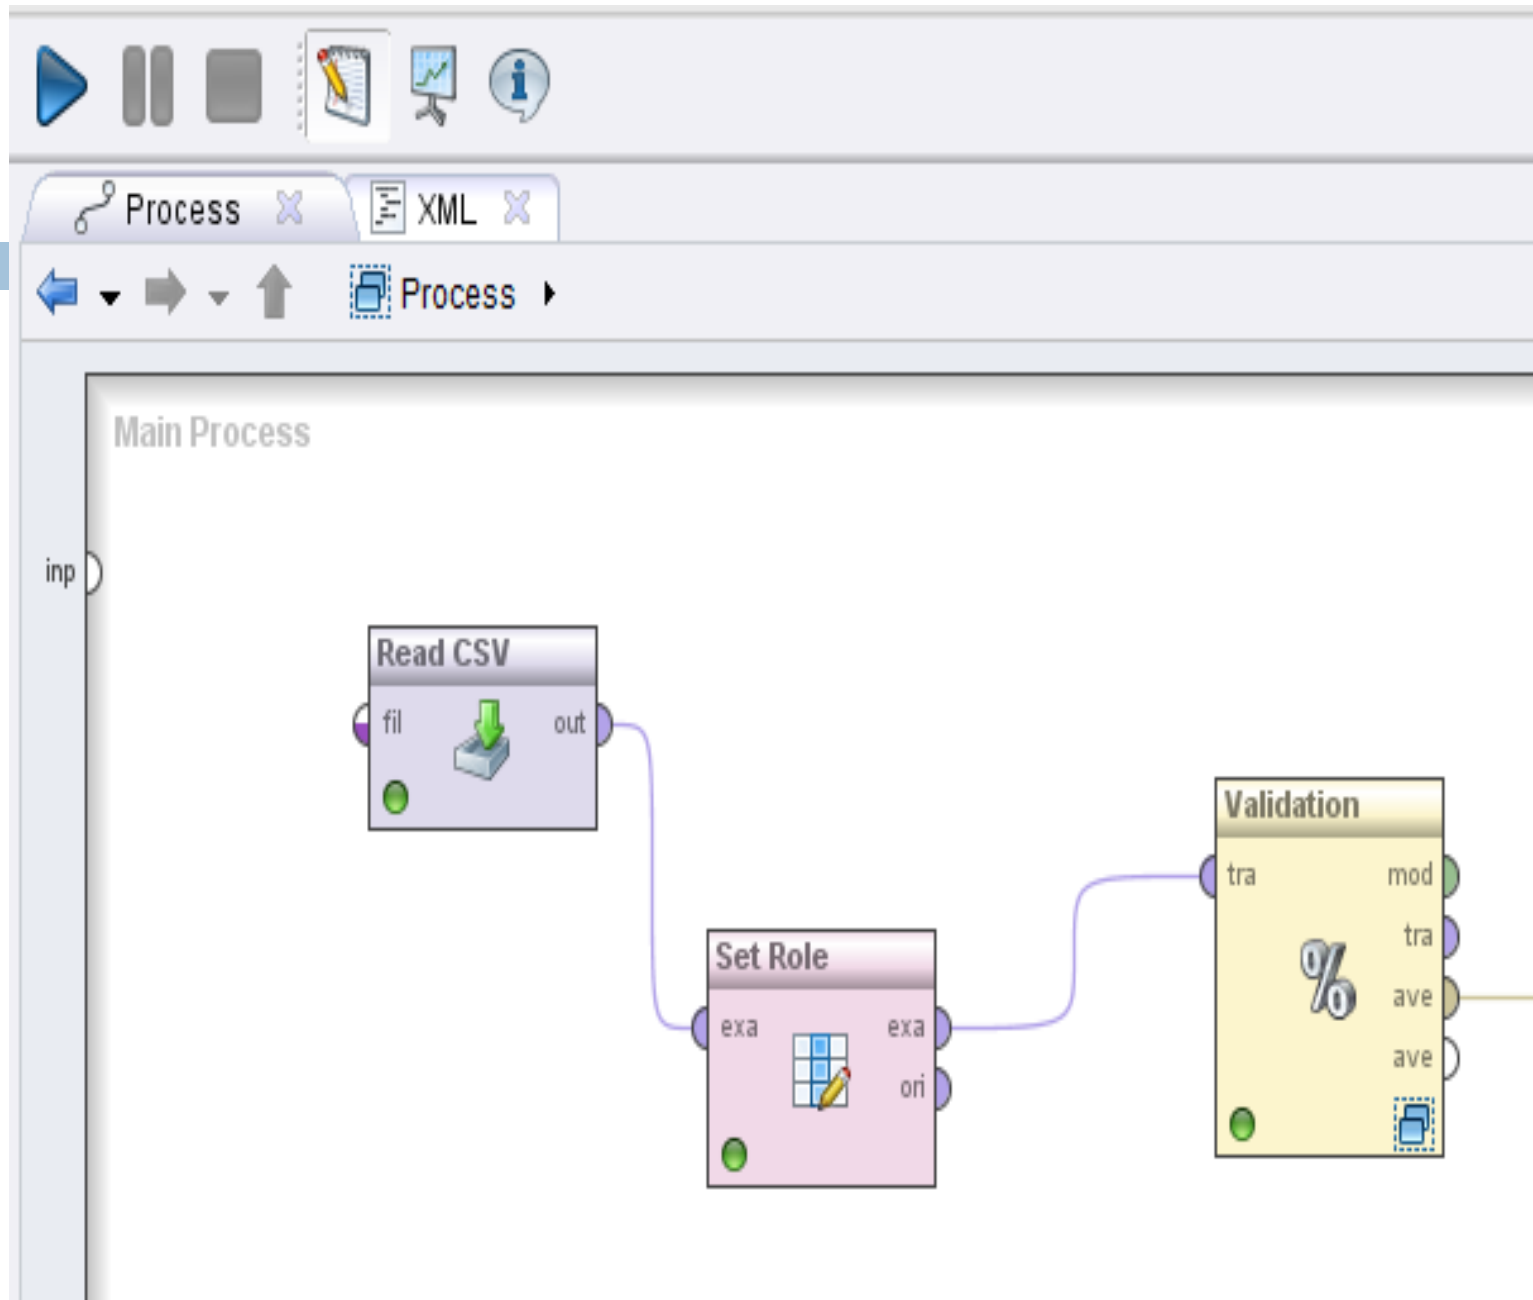 Process
XML
Process
Main Process
inp
Read CSV
fil
out
Validation
tra
mod
tra
ave
ave
Set Role
exa
exa
ori